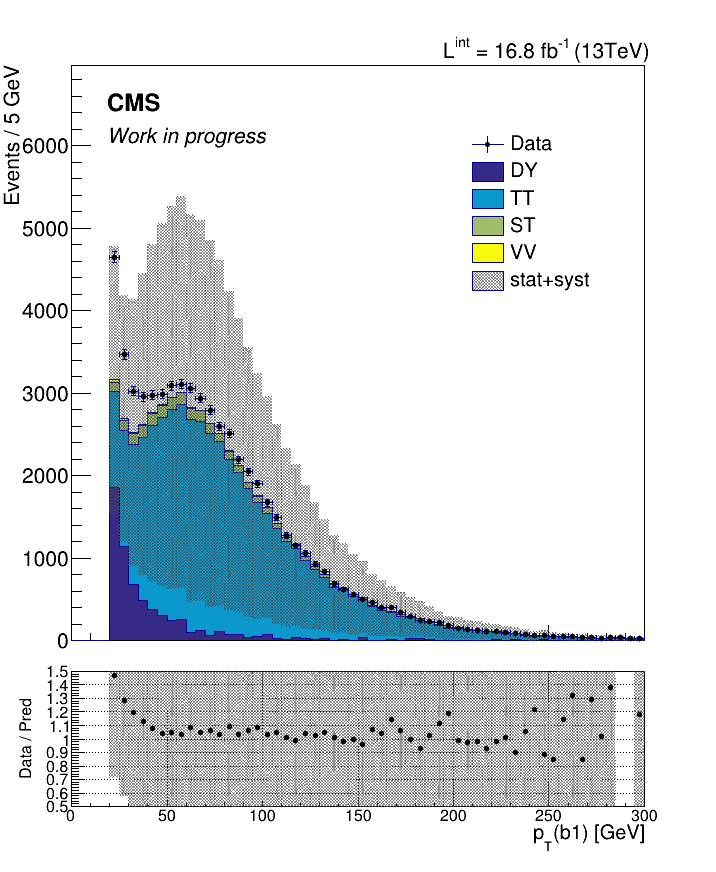 L^int = 16.8 fb^-1 (13TeV)
Events / 5 GeV
CMS
Work in progress
Data
DY
TT
ST
VV
stat+syst
6000
5000
4000
3000
2000
1000
0
Data / Pred
1.5
1.4
1.3
1.2
1.1
1
0.9
0.8
0.7
0.6
0.5
0 50 100 150 200 250 300
p_T(b1) [GeV]